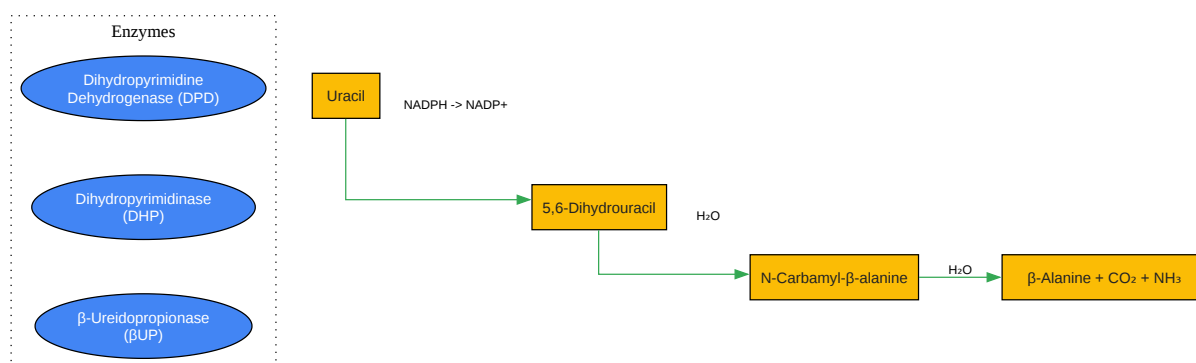 Enzymes
Dihydropyrimidine
Dehydrogenase (DPD)
Dihydropyrimidinase
(DHP)
β-Ureidopropionase
(βUP)
Uracil
NADPH -> NADP+
5,6-Dihydrouracil
H₂O
N-Carbamyl-β-alanine
H₂O
β-Alanine + CO₂ + NH₃